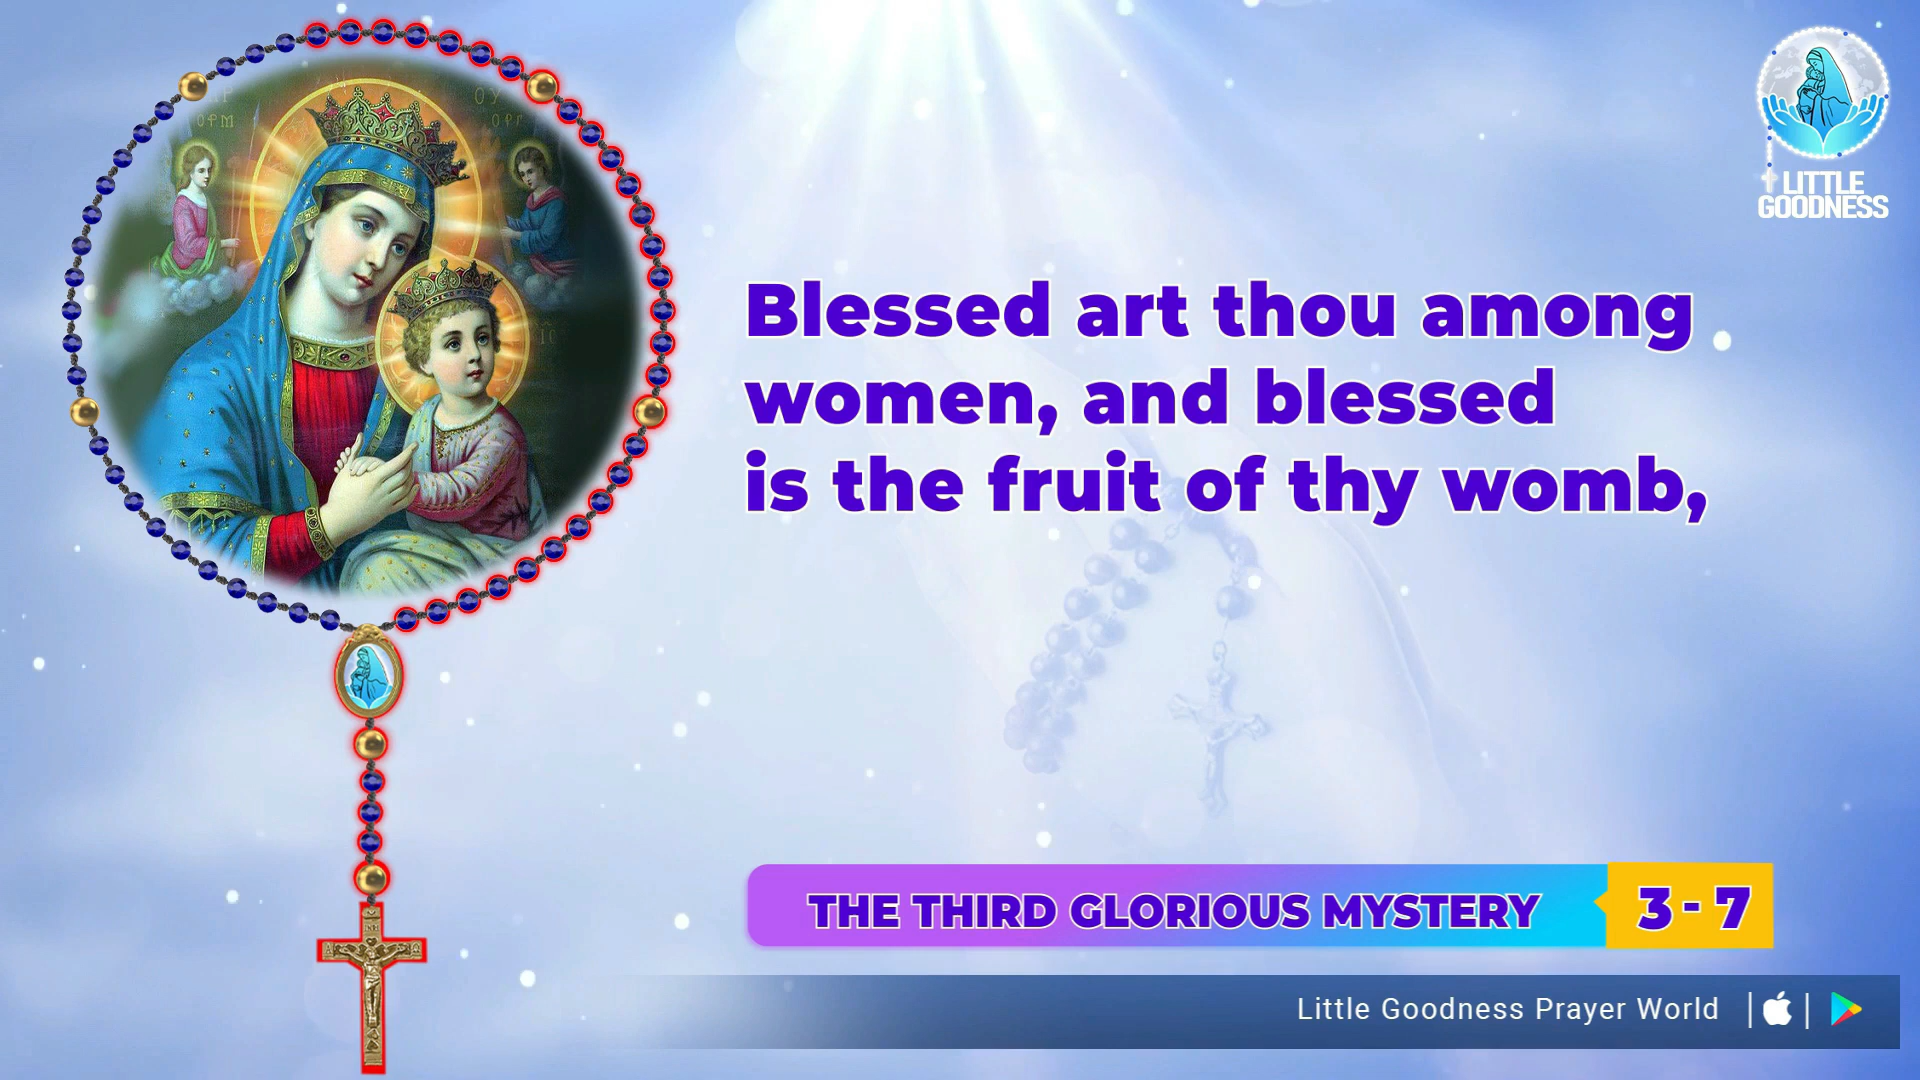 LITTLE
GOODNESS
Blessed art thou among
women, and blessed
is the fruit of thy womb,
THE THIRD GLORIOUS MYSTERY
3 - 7
Little Goodness Prayer World
INRI